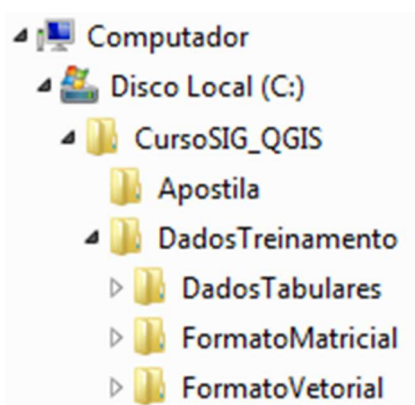 Computador
Disco Local (C:)
CursoSIG_QGIS
Apostila
DadosTreinamento
DadosTabulares
FormatoMatricial
FormatoVetorial